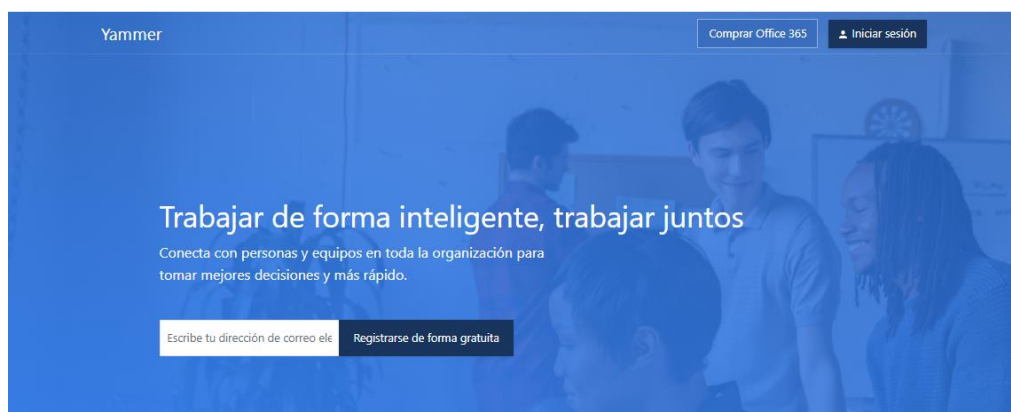 Yammer
Comprar Office 365
Iniciar sesión
Trabajar de forma inteligente, trabajar juntos
Conecta con personas y equipos en toda la organización para
tomar mejores decisiones y más rápido.
Escribe tu dirección de correo ele
Registrarse de forma gratuita